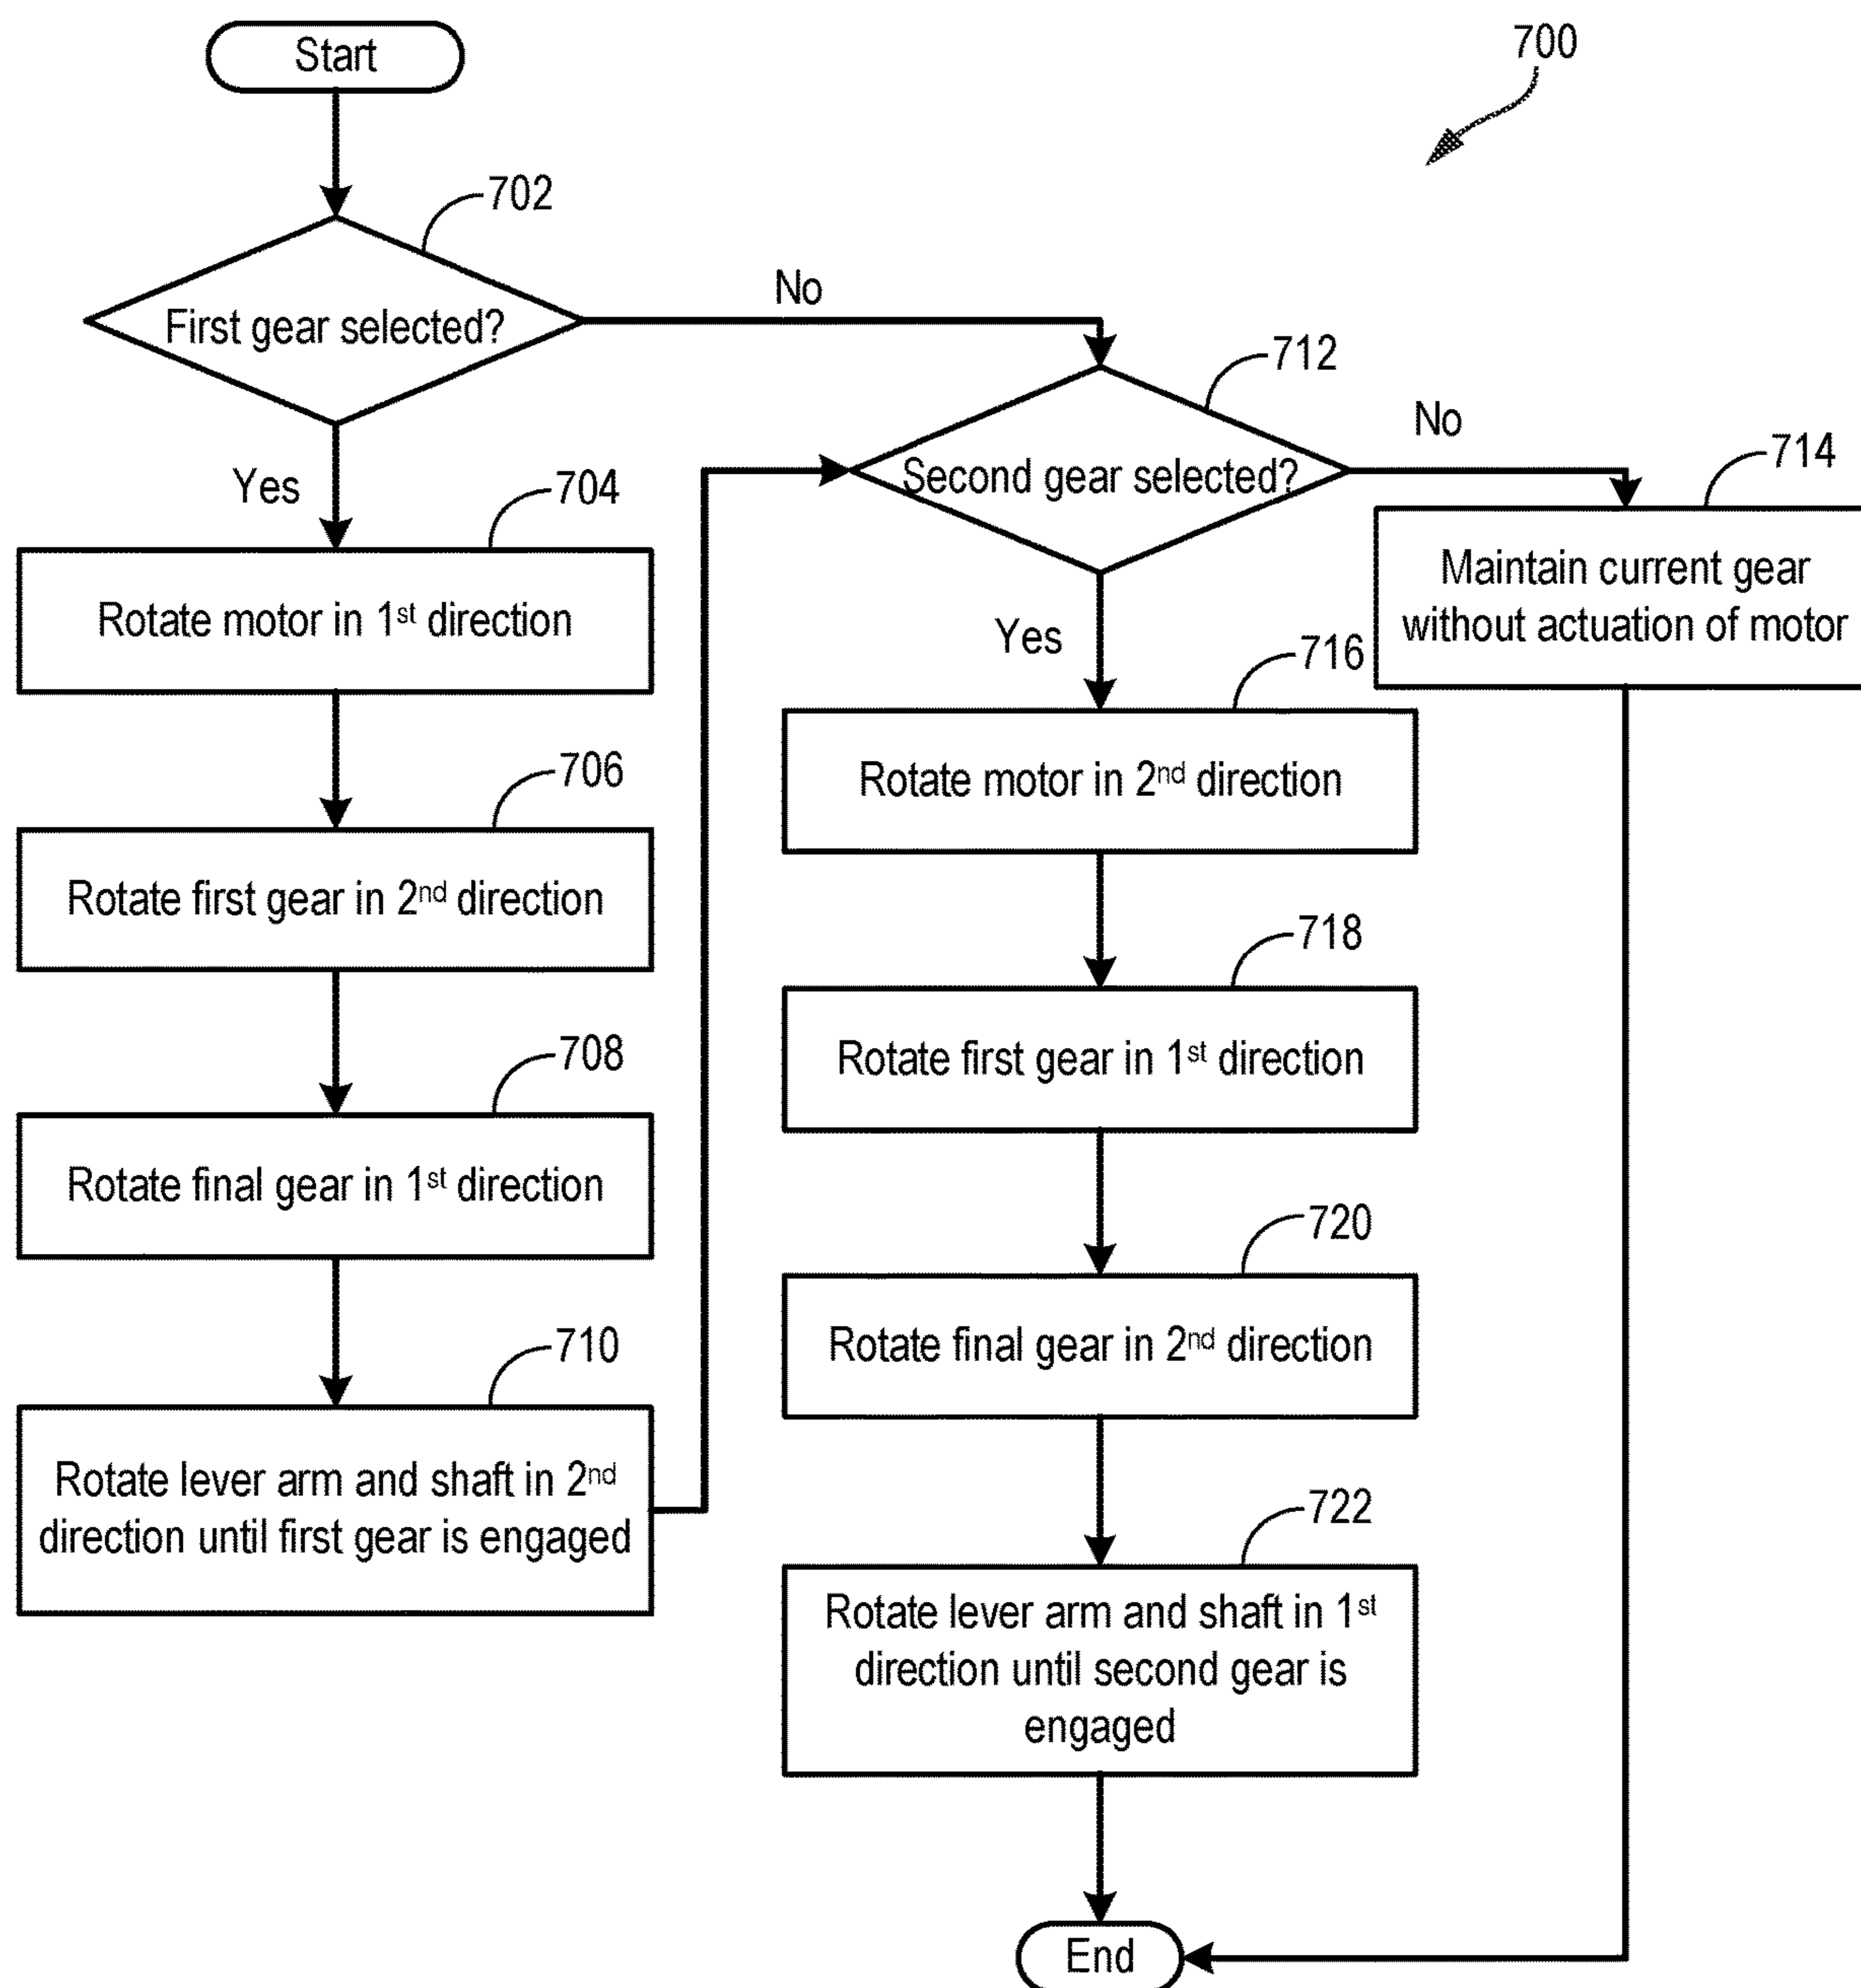 Start
700
702
First gear selected?
No
712
Second gear selected?
No
714
Maintain current gear
without actuation of motor
Yes
704
Rotate motor in 1st direction
706
Rotate first gear in 2nd direction
708
Rotate final gear in 1st direction
710
Rotate lever arm and shaft in 2nd
direction until first gear is engaged
Yes
716
Rotate motor in 2nd direction
718
Rotate first gear in 1st direction
720
Rotate final gear in 2nd direction
722
Rotate lever arm and shaft in 1st
direction until second gear is
engaged
End